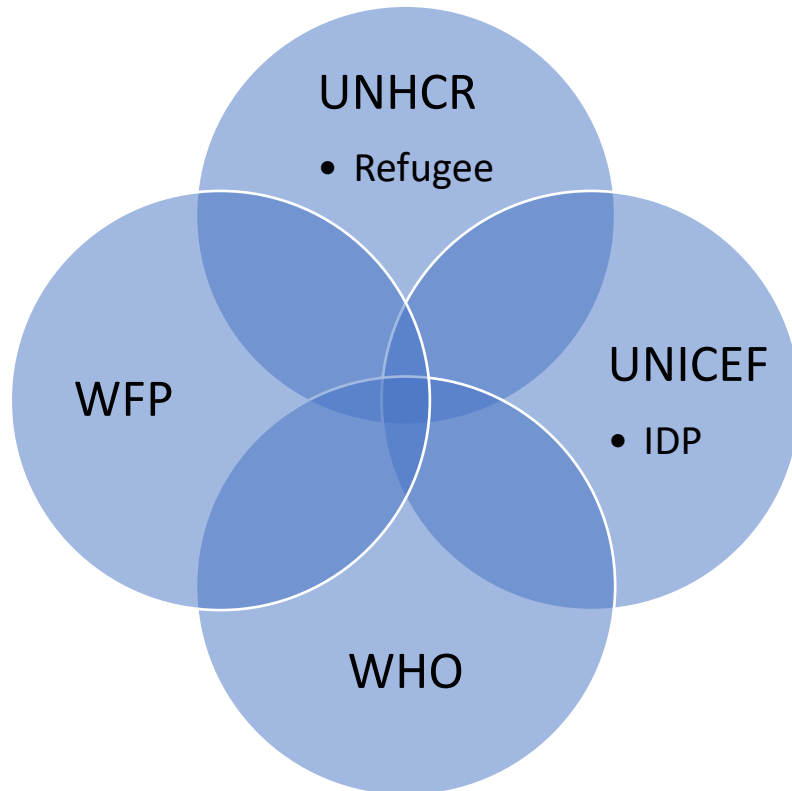 UNHCR
• Refugee
UNICEF
• IDP
WFP
WHO